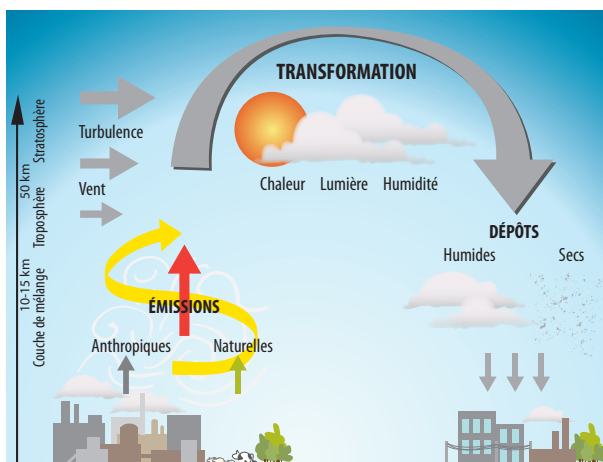 TRANSFORMATION
Turbulence
Vent
Chaleur Lumière Humidité
Stratosphère
50 km
Troposphère
10-15 km
Couche de mélange
DÉPÔTS
Humides Secs
ÉMISSIONS
Anthropiques Naturelles